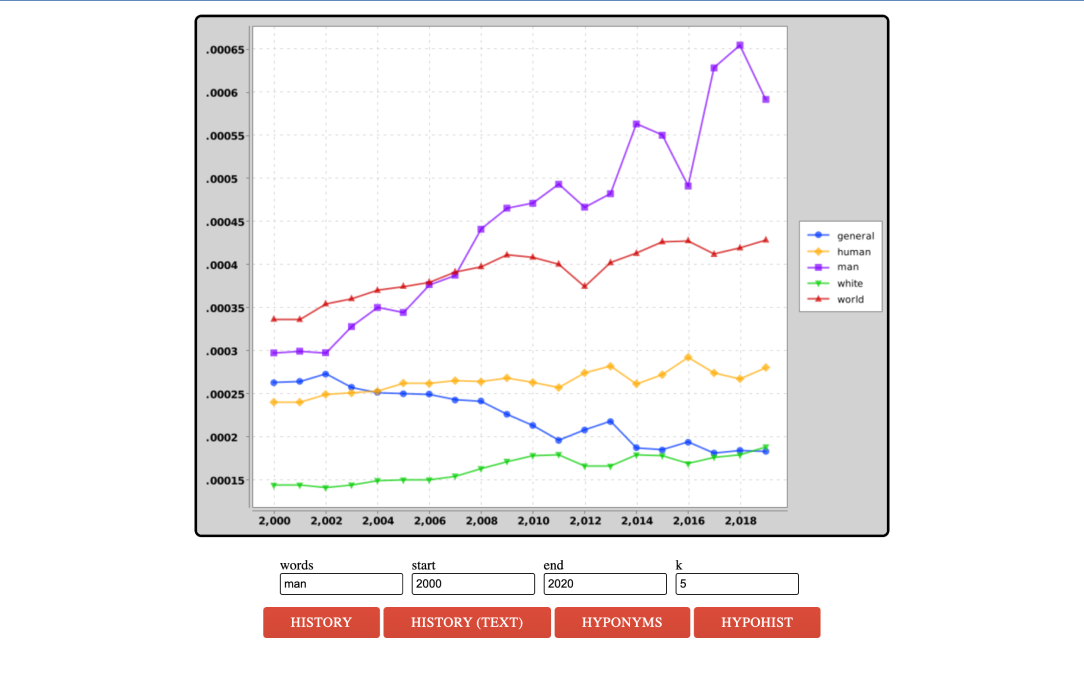 .00065
.0006
.00055
.0005
.00045
.0004
.00035
.0003
.00025
.0002
.00015
2,000 2,002 2,004 2,006 2,008 2,010 2,012 2,014 2,016 2,018
general
human
man
white
world
words start end k
man 2000 2020 5
HISTORY HISTORY (TEXT) HYPONYMS HYPOHIST